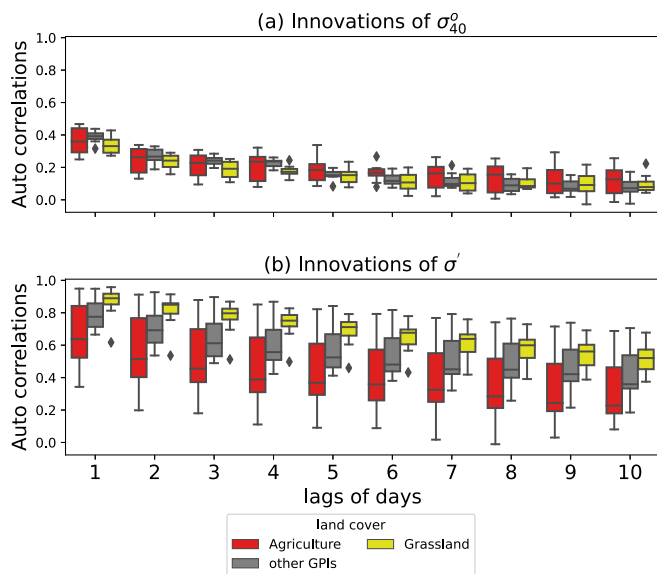 (a) Innovations of σ₄₀ᵒ
Auto correlations
1.0
0.8
0.6
0.4
0.2
0.0
(b) Innovations of σ′
Auto correlations
1.0
0.8
0.6
0.4
0.2
0.0
1 2 3 4 5 6 7 8 9 10
lags of days
land cover
Agriculture Grassland
other GPIs